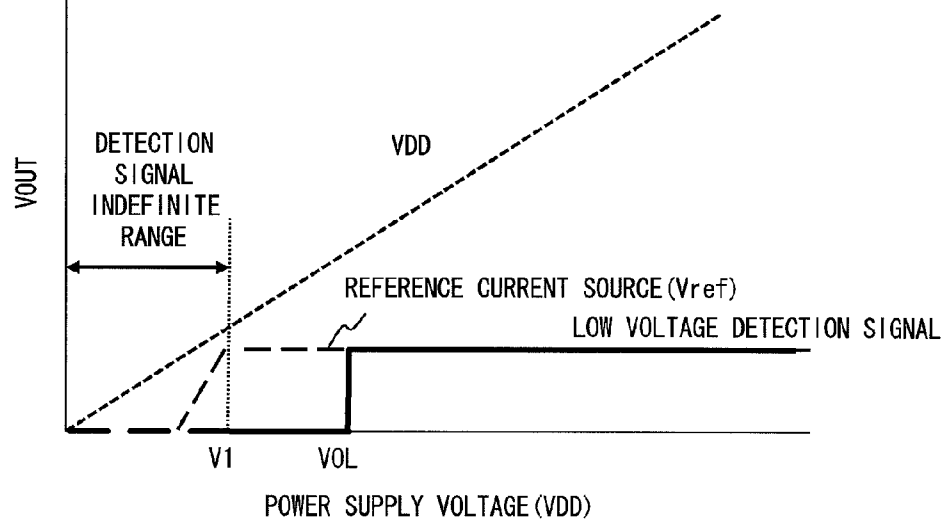 DETECTION
SIGNAL
INDEFINITE
RANGE
VOUT
VDD
REFERENCE CURRENT SOURCE(Vref)
LOW VOLTAGE DETECTION SIGNAL
V1
VOL
POWER SUPPLY VOLTAGE(VDD)